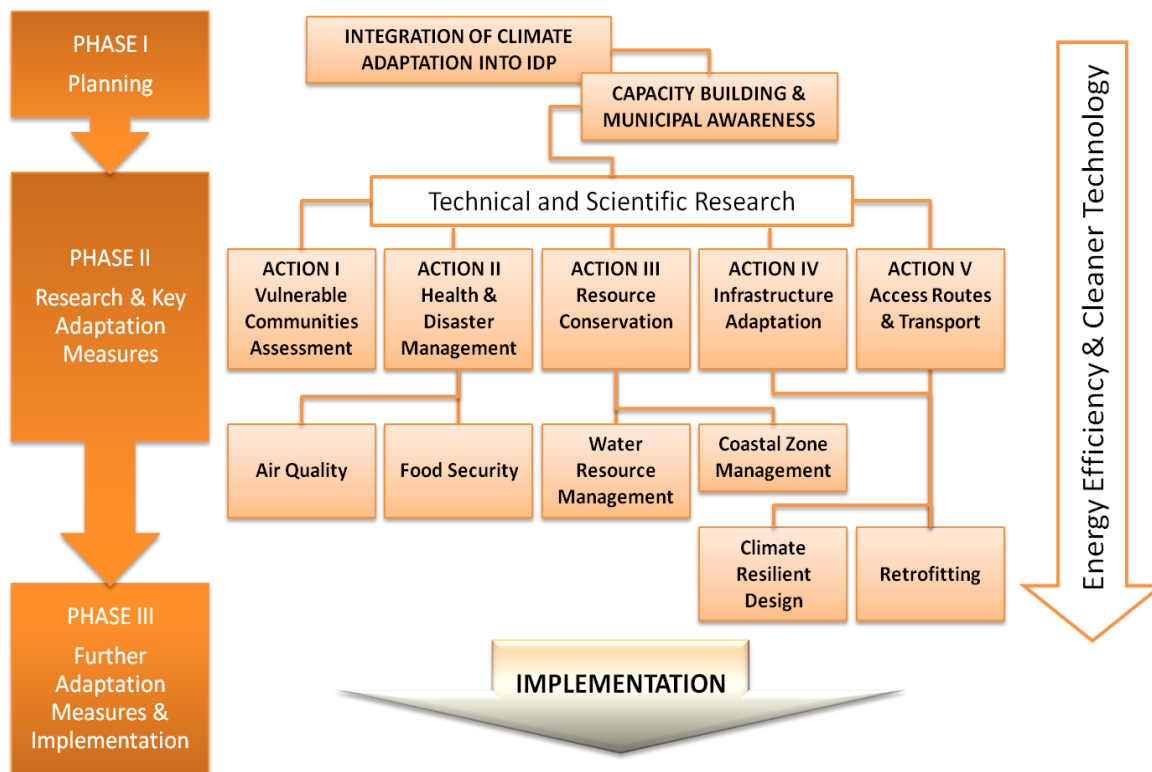 PHASE I
Planning
INTEGRATION OF CLIMATE
ADAPTATION INTO IDP
CAPACITY BUILDING &
MUNICIPAL AWARENESS
PHASE II
Research & Key
Adaptation
Measures
Technical and Scientific Research
ACTION I
Vulnerable
Communities
Assessment
ACTION II
Health &
Disaster
Management
ACTION III
Resource
Conservation
ACTION IV
Infrastructure
Adaptation
ACTION V
Access Routes
& Transport
Air Quality
Food Security
Water
Resource
Management
Coastal Zone
Management
Climate
Resilient
Design
Retrofitting
PHASE III
Further
Adaptation
Measures &
Implementation
IMPLEMENTATION
Energy Efficiency & Cleaner Technology